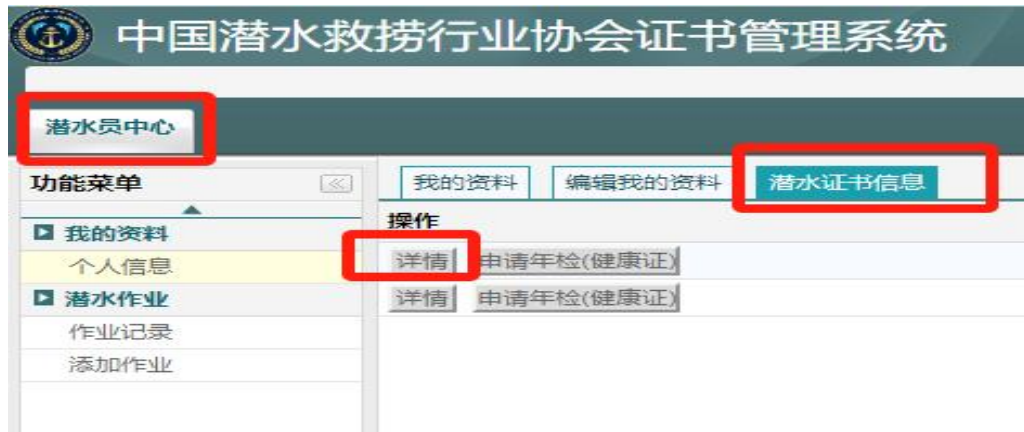 中国潜水救捞行业协会证书管理系统
潜水员中心
功能菜单
我的资料
个人信息
潜水作业
作业记录
添加作业
我的资料 编辑我的资料 潜水证书信息
操作
详情 申请年检(健康证)
详情 申请年检(健康证)